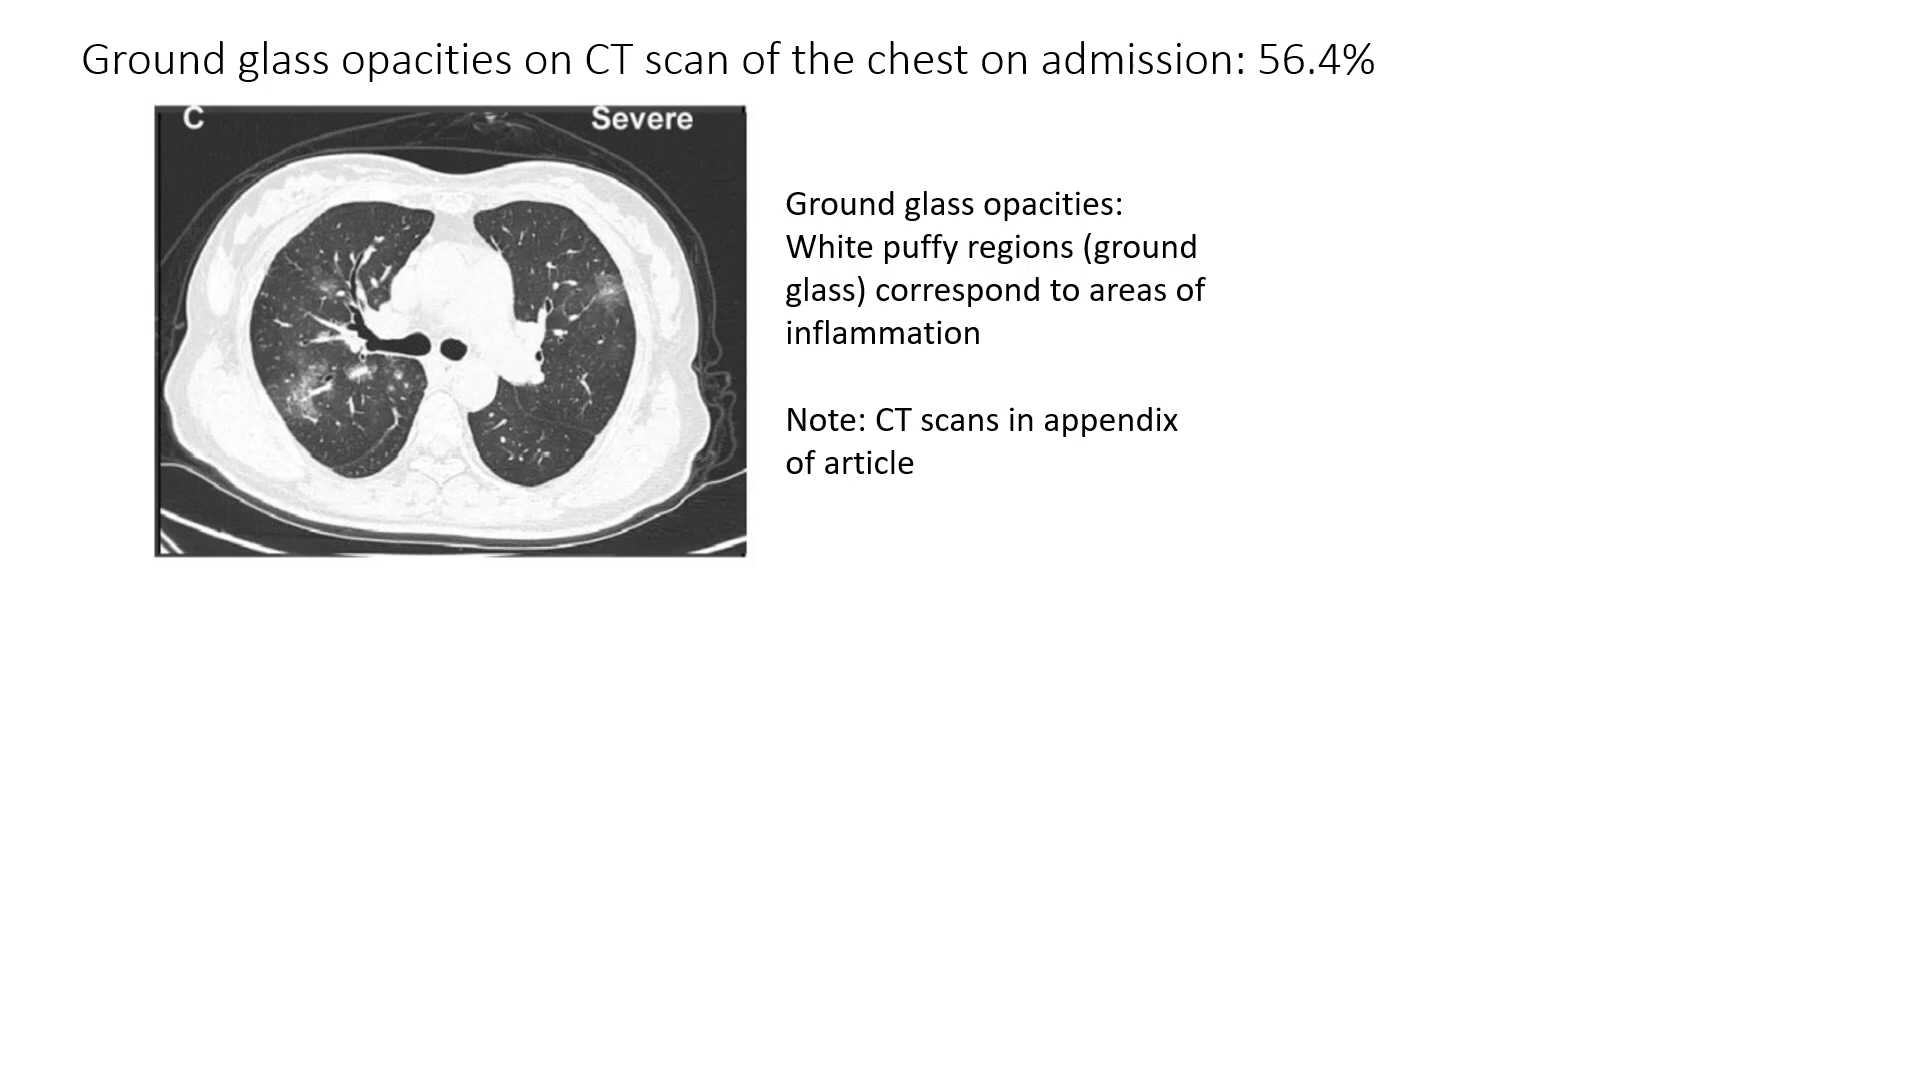 Ground glass opacities on CT scan of the chest on admission: 56.4%
C
Severe
Ground glass opacities:
White puffy regions (ground
glass) correspond to areas of
inflammation
Note: CT scans in appendix
of article